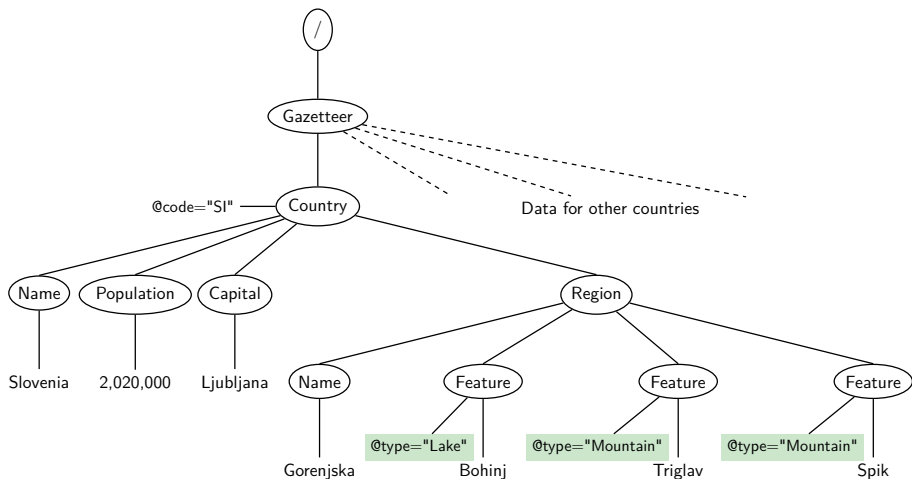 /
Gazetteer
@code="SI"
Country
Data for other countries
Name
Population
Capital
Region
Slovenia
2,020,000
Ljubljana
Name
Feature
Feature
Feature
@type="Lake"
@type="Mountain"
@type="Mountain"
Gorenjska
Bohinj
Triglav
Spik